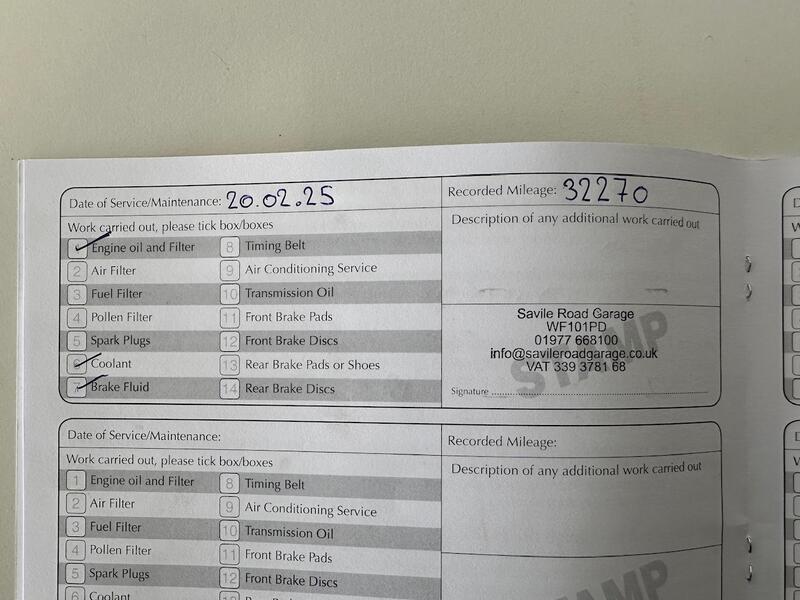 Date of Service/Maintenance: 20.02.25
Recorded Mileage: 32270
Work carried out, please tick box/boxes
Description of any additional work carried out
Engine oil and Filter 8 Timing Belt
2 Air Filter 9 Air Conditioning Service
3 Fuel Filter 10 Transmission Oil
4 Pollen Filter 11 Front Brake Pads
5 Spark Plugs 12 Front Brake Discs
6 Coolant 13 Rear Brake Pads or Shoes
7 Brake Fluid 14 Rear Brake Discs
STAMP
Savile Road Garage
WF101PD
01977 668100
info@savileroadgarage.co.uk
VAT 339 3781 68
Signature
Date of Service/Maintenance:
Recorded Mileage:
Work carried out, please tick box/boxes
Description of any additional work carried out
1 Engine oil and Filter 8 Timing Belt
2 Air Filter 9 Air Conditioning Service
3 Fuel Filter 10 Transmission Oil
4 Pollen Filter 11 Front Brake Pads
5 Spark Plugs 12 Front Brake Discs
6 Coolant
STAMP